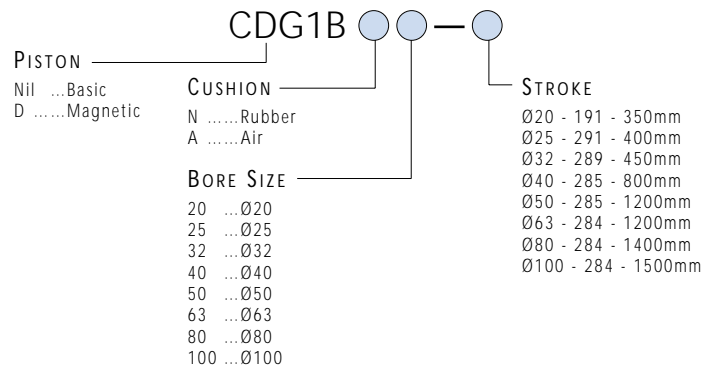 CDG1B —
PISTON
Nil ...Basic
D ......Magnetic
CUSHION
N ......Rubber
A ......Air
BORE SIZE
20 ...Ø20
25 ...Ø25
32 ...Ø32
40 ...Ø40
50 ...Ø50
63 ...Ø63
80 ...Ø80
100 ...Ø100
STROKE
Ø20 - 191 - 350mm
Ø25 - 291 - 400mm
Ø32 - 289 - 450mm
Ø40 - 285 - 800mm
Ø50 - 285 - 1200mm
Ø63 - 284 - 1200mm
Ø80 - 284 - 1400mm
Ø100 - 284 - 1500mm